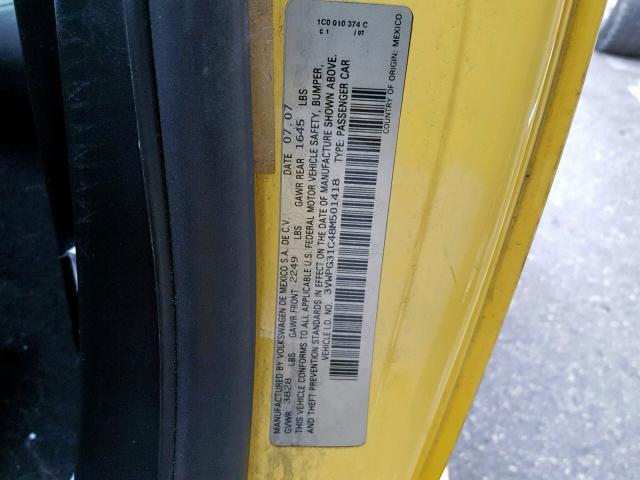 MANUFACTURED BY VOLKSWAGEN DE MEXICO S.A. DE C.V. DATE 07.07
GVWR 3828 LBS GAWR FRONT 2249 LBS GAWR REAR 1645 LBS
THIS VEHICLE CONFORMS TO ALL APPLICABLE U.S. FEDERAL MOTOR VEHICLE SAFETY, BUMPER,
AND THEFT PREVENTION STANDARDS IN EFFECT ON THE DATE OF MANUFACTURE SHOWN ABOVE.
VEHICLE I.D. NO. 3VWPG31C48M501418 TYPE: PASSENGER CAR
COUNTRY OF ORIGIN: MEXICO
1C0 010 374 C
C 1 / 07